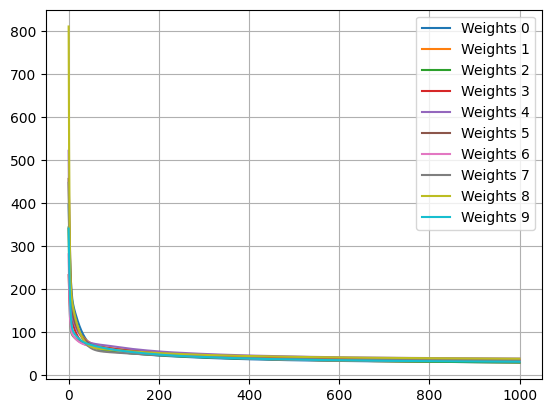 800
700
600
500
400
300
200
100
0
0
200
400
600
800
1000
Weights 0
Weights 1
Weights 2
Weights 3
Weights 4
Weights 5
Weights 6
Weights 7
Weights 8
Weights 9